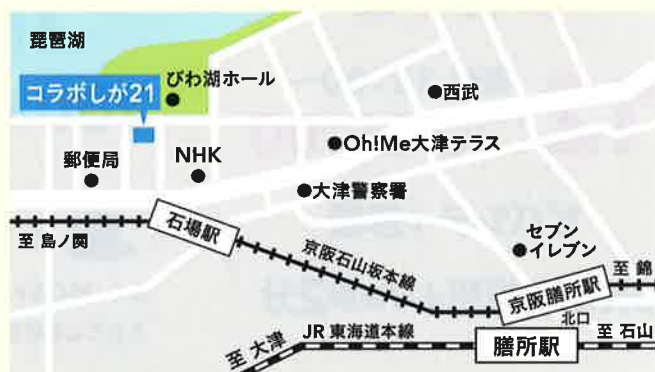 琵琶湖
びわ湖ホール
コラボしが21
西武
Oh!Me大津テラス
郵便局
NHK
大津警察署
石場駅
至 島ノ関
セブン
イレブン
京阪石山坂本線
至 錦
京阪膳所駅
北口
JR東海道本線
至 石山
至 大津
膳所駅